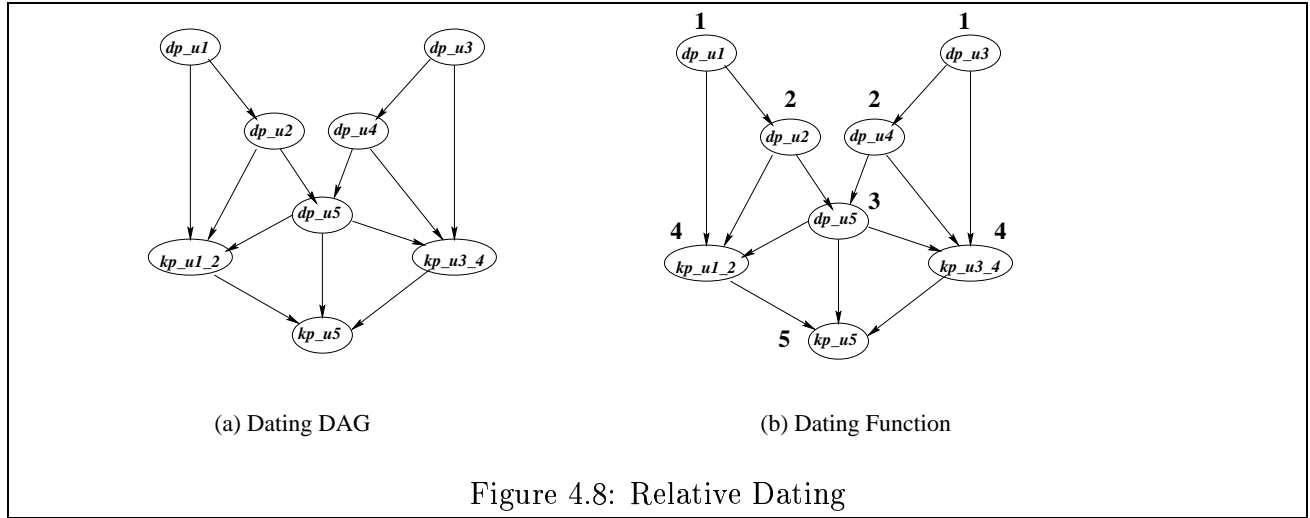 dp_u1
dp_u3
dp_u2
dp_u4
dp_u5
kp_u1_2
kp_u3_4
kp_u5
(a) Dating DAG
1
1
dp_u1
dp_u3
2
2
dp_u2
dp_u4
3
dp_u5
4
4
kp_u1_2
kp_u3_4
5
kp_u5
(b) Dating Function
Figure 4.8: Relative Dating